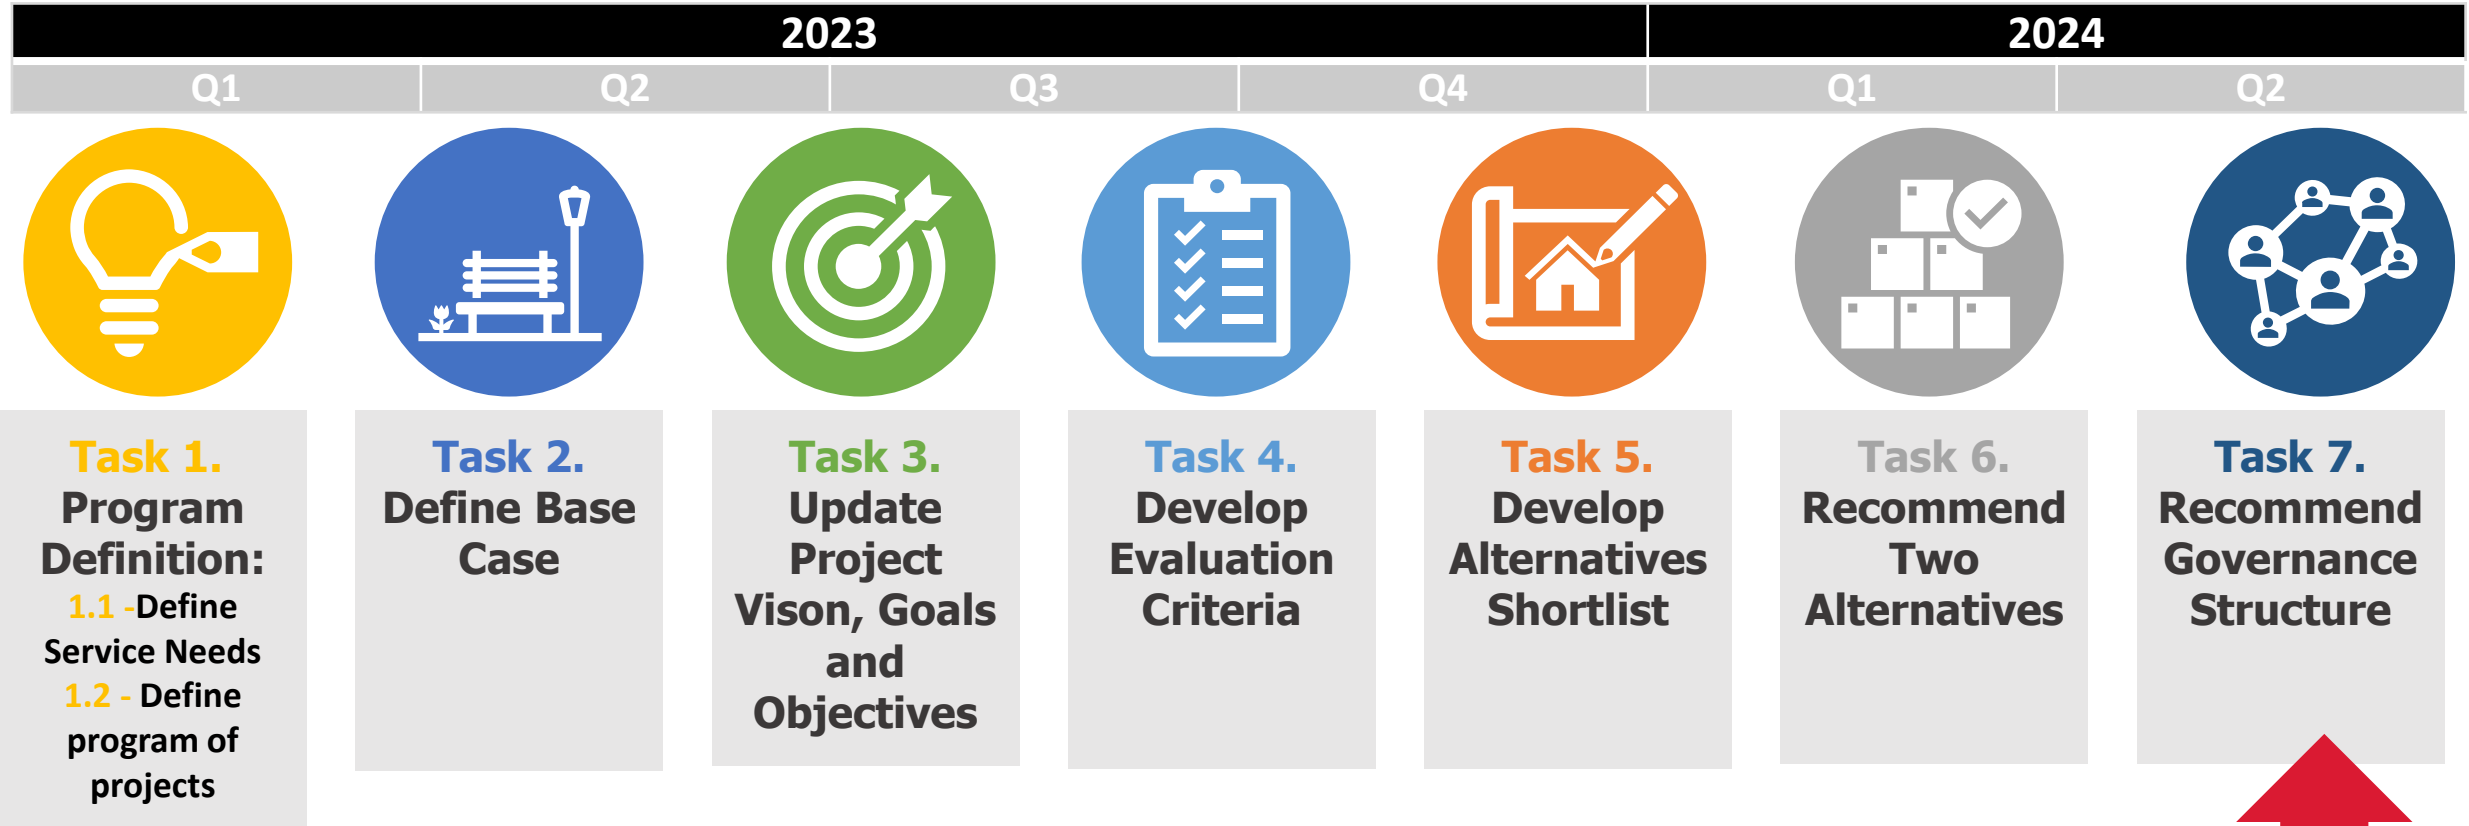 2023 2024
Q1 Q2 Q3 Q4 Q1 Q2
Task 1.
Program
Definition:
1.1 -Define
Service Needs
1.2 - Define
program of
projects
Task 2.
Define Base
Case
Task 3.
Update
Project
Vison, Goals
and
Objectives
Task 4.
Develop
Evaluation
Criteria
Task 5.
Develop
Alternatives
Shortlist
Task 6.
Recommend
Two
Alternatives
Task 7.
Recommend
Governance
Structure